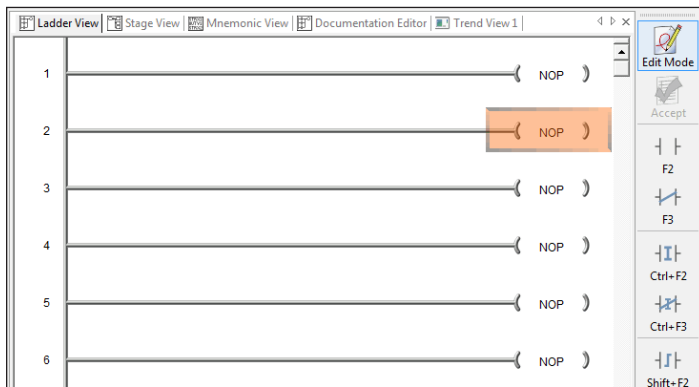 Ladder View Stage View Mnemonic View Documentation Editor Trend View 1
Edit Mode
Accept
1 NOP
2 NOP
3 NOP
4 NOP
5 NOP
6 NOP
F2
F3
Ctrl+F2
Ctrl+F3
Shift+F2